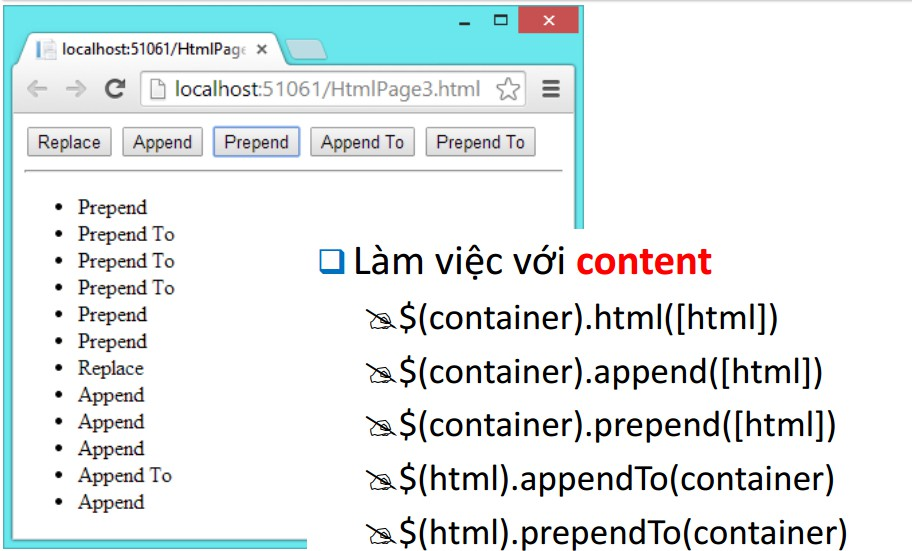 localhost:51061/HtmlPage
localhost:51061/HtmlPage3.html
Replace Append Prepend Append To Prepend To
• Prepend
• Prepend To
• Prepend To
• Prepend To
• Prepend
• Prepend
• Replace
• Append
• Append
• Append
• Append To
• Append
Làm việc với content
$(container).html([html])
$(container).append([html])
$(container).prepend([html])
$(html).appendTo(container)
$(html).prependTo(container)